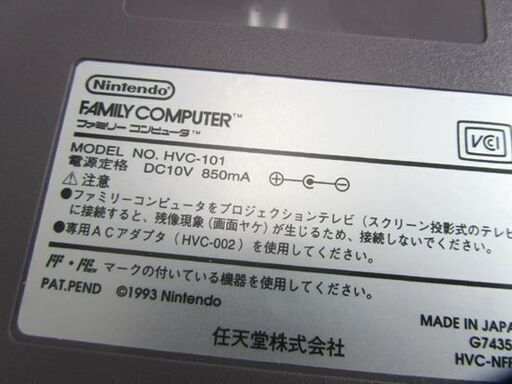 Nintendo
FAMILY COMPUTER™
ファミリー コンピュータ™
VCI
MODEL NO. HVC-101
電源定格 DC10V 850mA
⚠注意
●ファミリーコンピュータをプロジェクションテレビ（スクリーン投影式のテレビ
に接続すると、残像現象（画面ヤケ）が生じるため、接続しないでください。
●専用ACアダプタ（HVC-002）を使用してください。
FF・FF NEV マークの付いている機器を使用してください。
PAT.PEND ©1993 Nintendo
任天堂株式会社
MADE IN JAPA
G7435
HVC-NFF